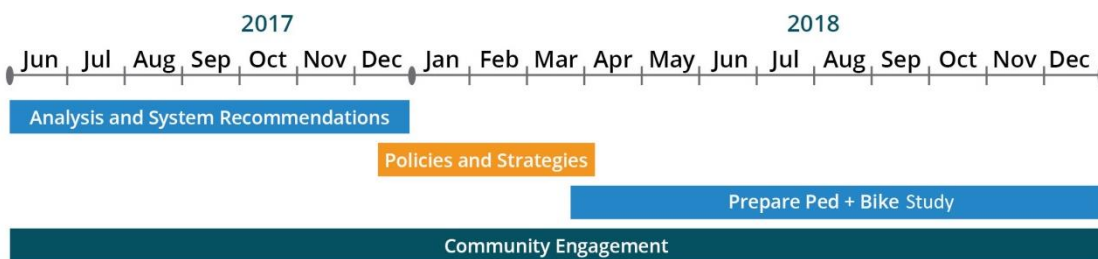 2017 2018
Jun Jul Aug Sep Oct Nov Dec Jan Feb Mar Apr May Jun Jul Aug Sep Oct Nov Dec
Analysis and System Recommendations
Policies and Strategies
Prepare Ped + Bike Study
Community Engagement